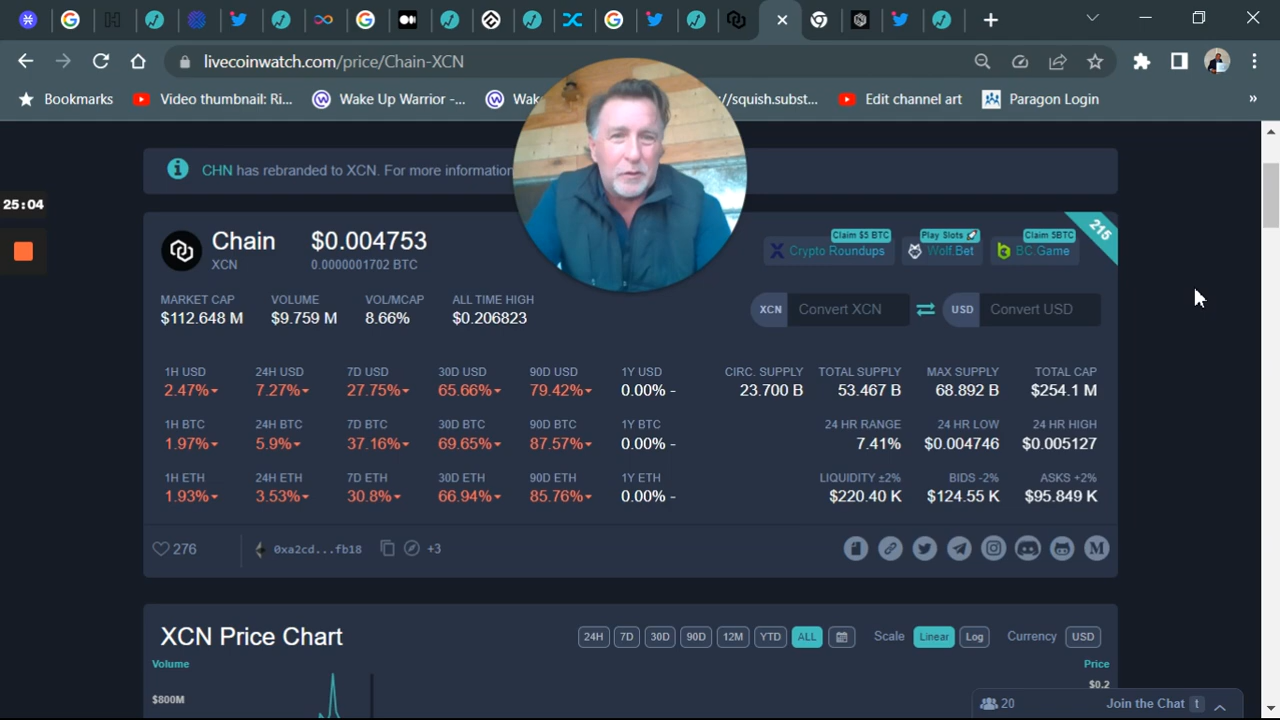 livecoinwatch.com/price/Chain-XCN
Bookmarks
Video thumbnail: Ri...
Wake Up Warrior -...
Wak
://squish.subst...
Edit channel art
Paragon Login
»
CHN has rebranded to XCN. For more information
25:04
215
Chain
XCN
$0.004753
0.0000001702 BTC
Claim $5 BTC
Crypto Roundups
Play Slots 🚀
Wolf.Bet
Claim 5BTC
BC.Game
MARKET CAP VOLUME VOL/MCAP ALL TIME HIGH
$112.648 M $9.759 M 8.66% $0.206823
XCN Convert XCN USD Convert USD
1H USD 24H USD 7D USD 30D USD 90D USD 1Y USD CIRC. SUPPLY TOTAL SUPPLY MAX SUPPLY TOTAL CAP
2.47% 7.27% 27.75% 65.66% 79.42% 0.00% - 23.700 B 53.467 B 68.892 B $254.1 M
1H BTC 24H BTC 7D BTC 30D BTC 90D BTC 1Y BTC 24 HR RANGE 24 HR LOW 24 HR HIGH
1.97% 5.9% 37.16% 69.65% 87.57% 0.00% - 7.41% $0.004746 $0.005127
1H ETH 24H ETH 7D ETH 30D ETH 90D ETH 1Y ETH LIQUIDITY ±2% BIDS -2% ASKS +2%
1.93% 3.53% 30.8% 66.94% 85.76% 0.00% - $220.40 K $124.55 K $95.849 K
276 0xa2cd...fb18 +3
XCN Price Chart
24H 7D 30D 90D 12M YTD ALL Scale Linear Log Currency USD
Volume Price
$800M $0.2
20 Join the Chat t